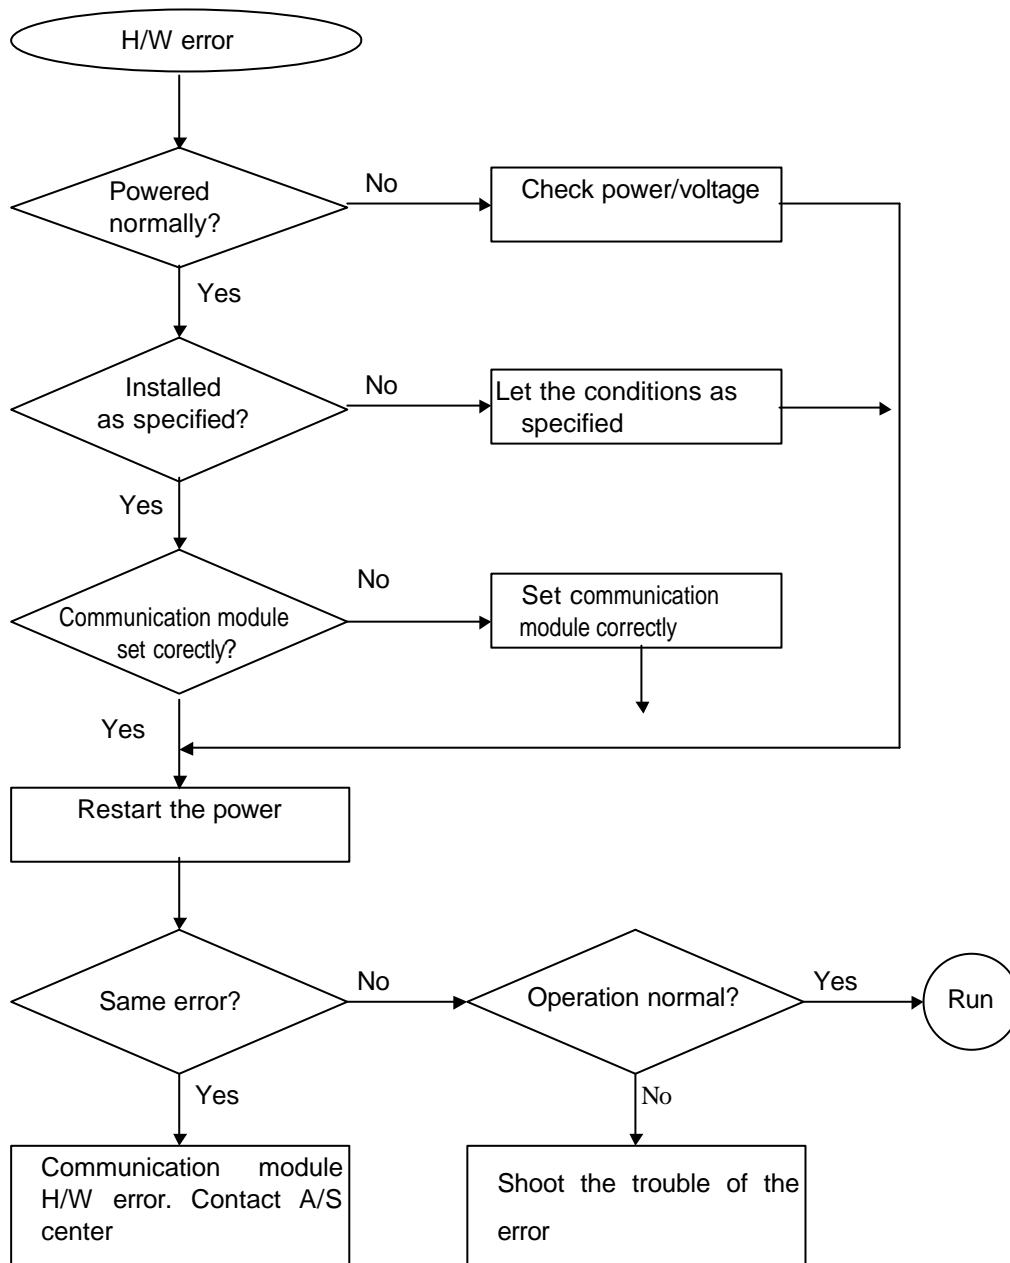 H/W error
Powered
normally?
No
Check power/voltage
Yes
Installed
as specified?
No
Let the conditions as
specified
Yes
Communication module
set corectly?
No
Set communication
module correctly
Yes
Restart the power
Same error?
No
Operation normal?
Yes
Run
Yes
No
Communication module
H/W error. Contact A/S
center
Shoot the trouble of the
error